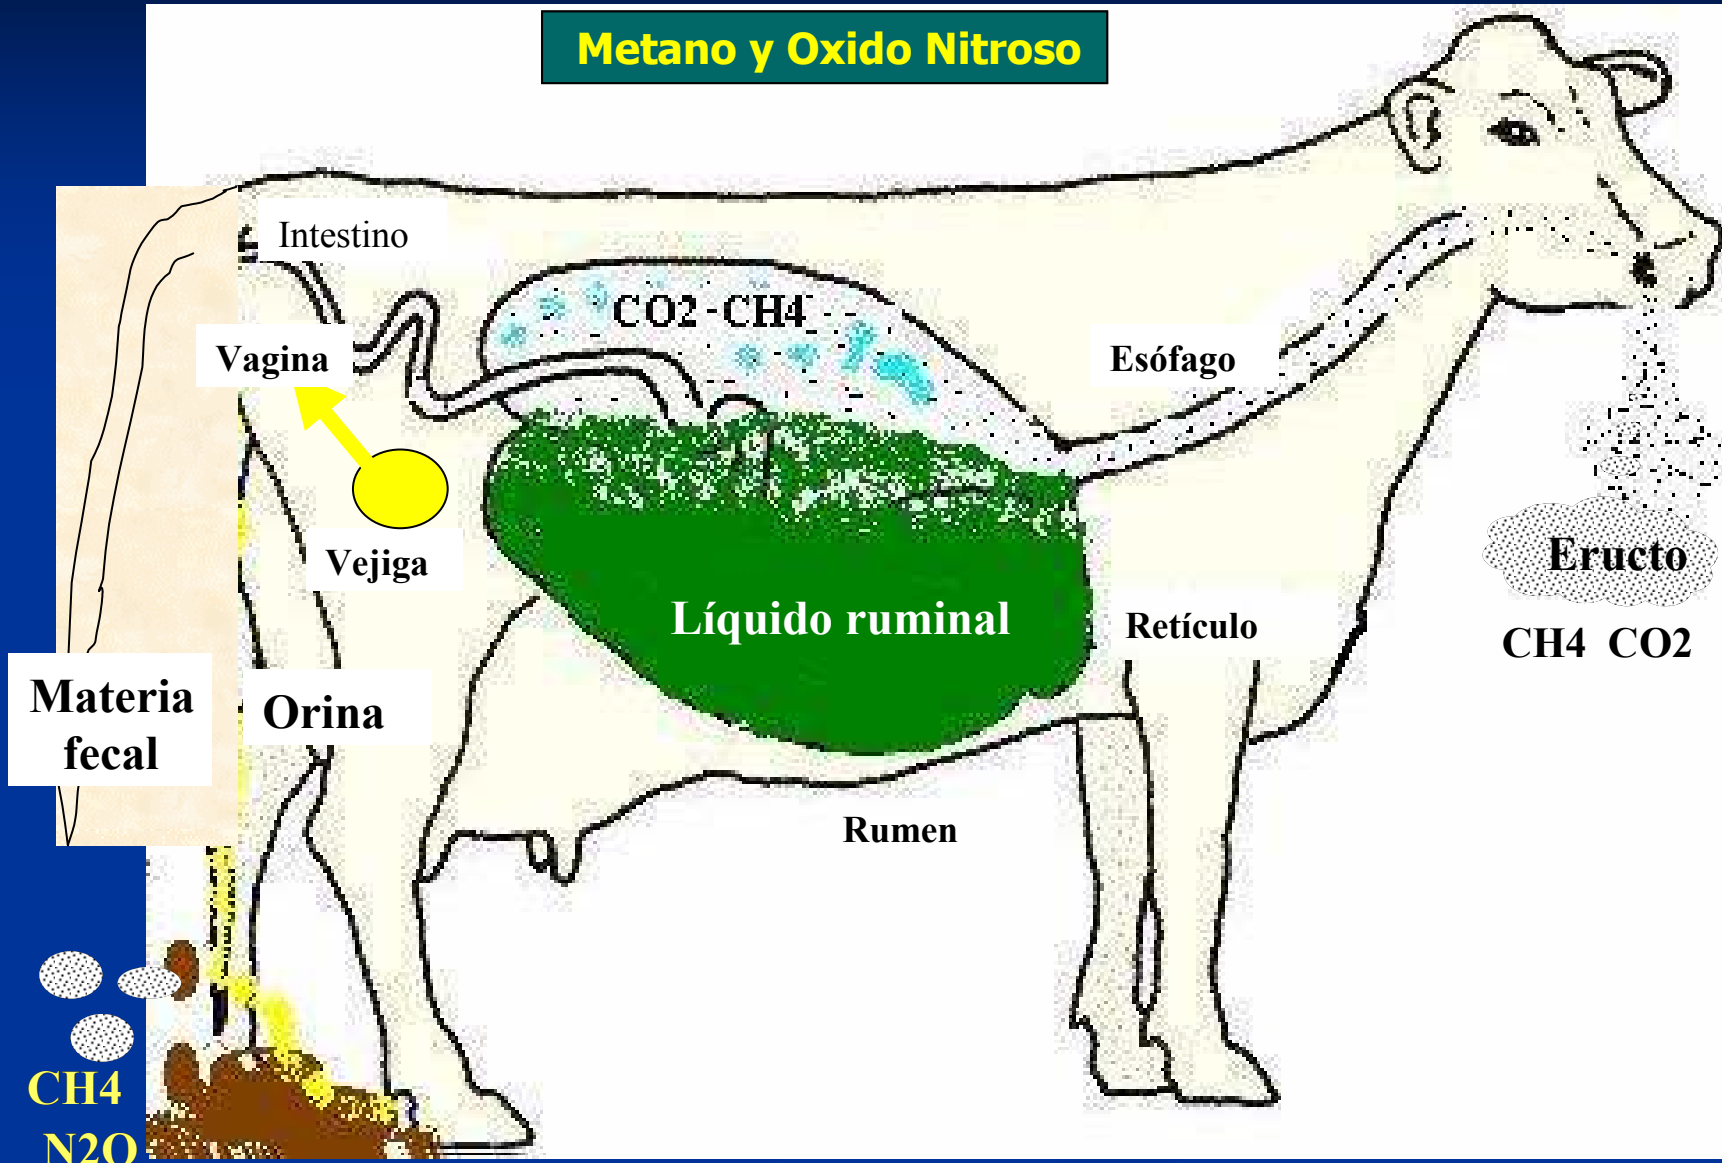 Metano y Oxido Nitroso
Intestino
CO2 - CH4
Vagina
Esófago
Vejiga
Eructo
Líquido ruminal
Retículo
CH4 CO2
Materia
fecal
Orina
Rumen
CH4
N2O